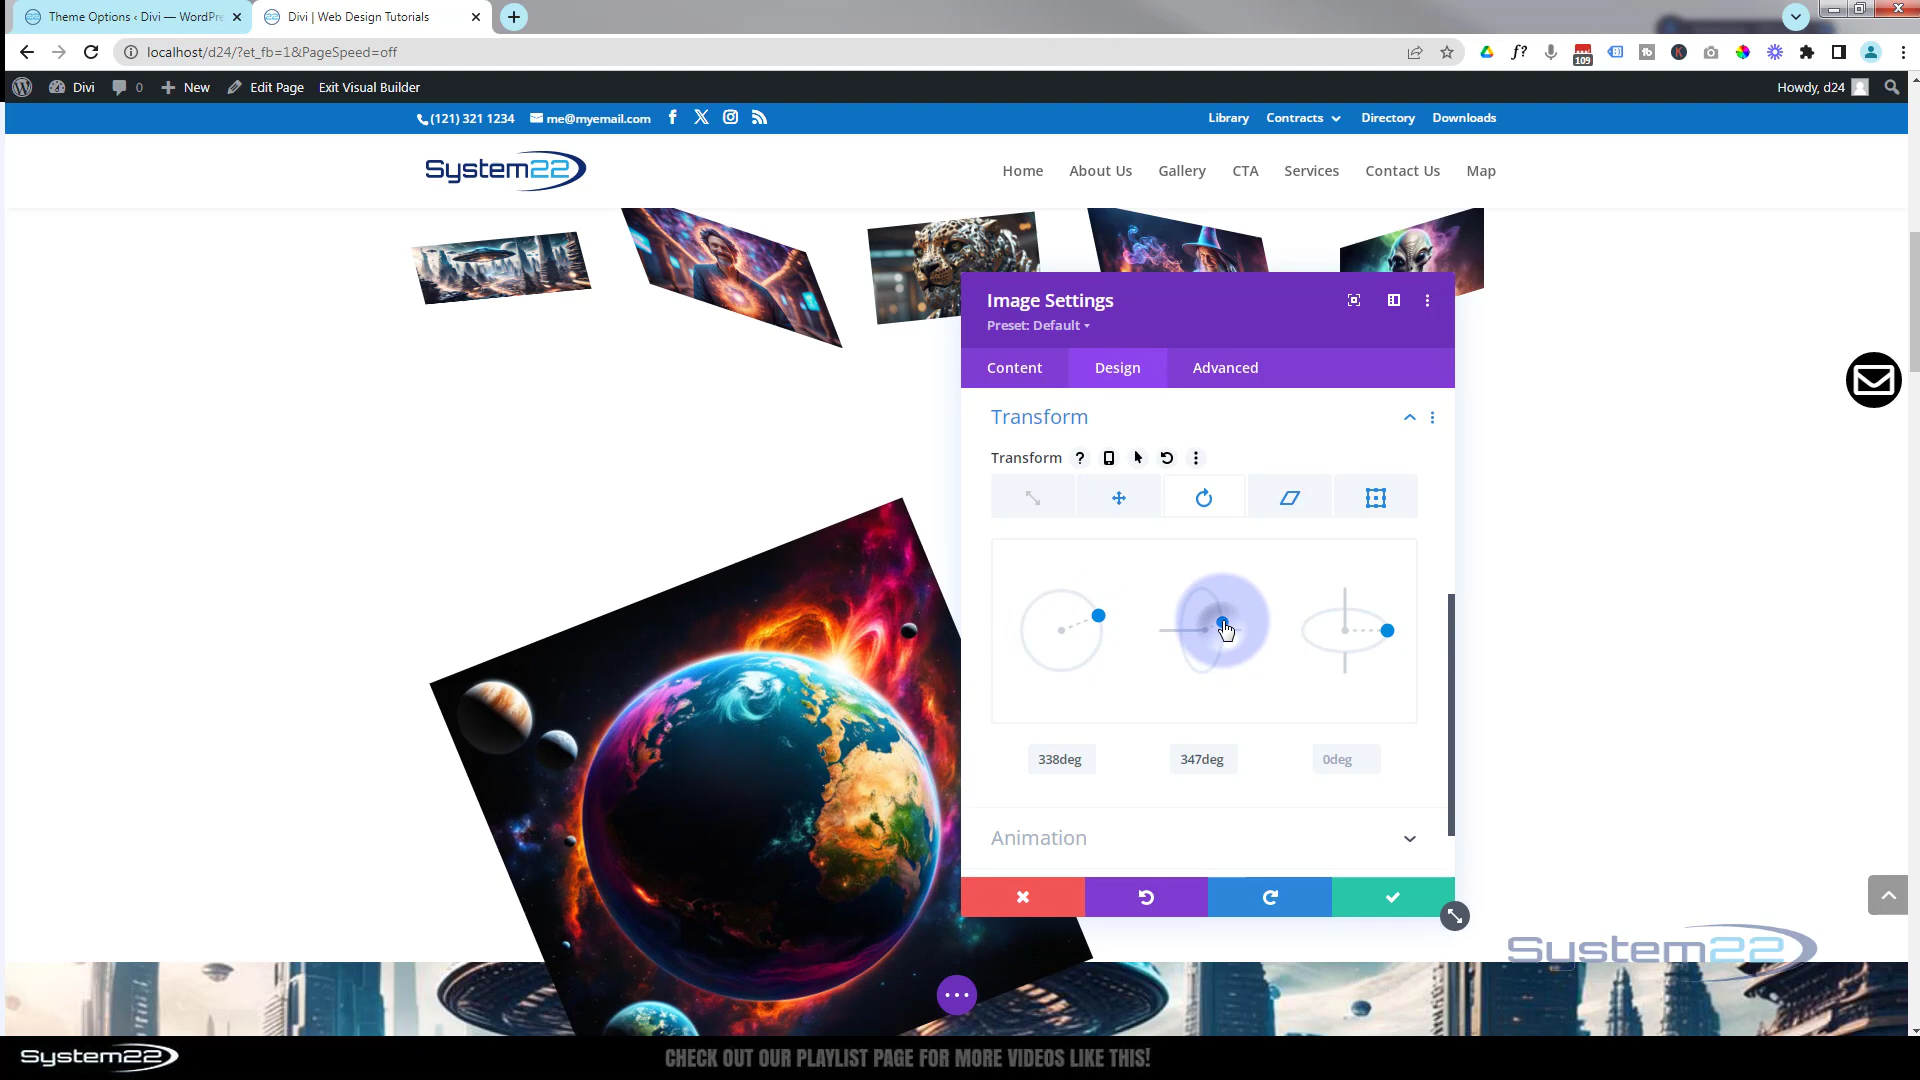 Theme Options ‹ Divi — WordPre
Divi | Web Design Tutorials
localhost/d24/?et_fb=1&PageSpeed=off
f?
109
Divi
0
New
Edit Page
Exit Visual Builder
Howdy, d24
(121) 321 1234
me@myemail.com
Library
Contracts
Directory
Downloads
System22
Home
About Us
Gallery
CTA
Services
Contact Us
Map
Image Settings
Preset: Default
Content
Design
Advanced
Transform
Transform
?
338deg
347deg
0deg
Animation
System22
System22
CHECK OUT OUR PLAYLIST PAGE FOR MORE VIDEOS LIKE THIS!